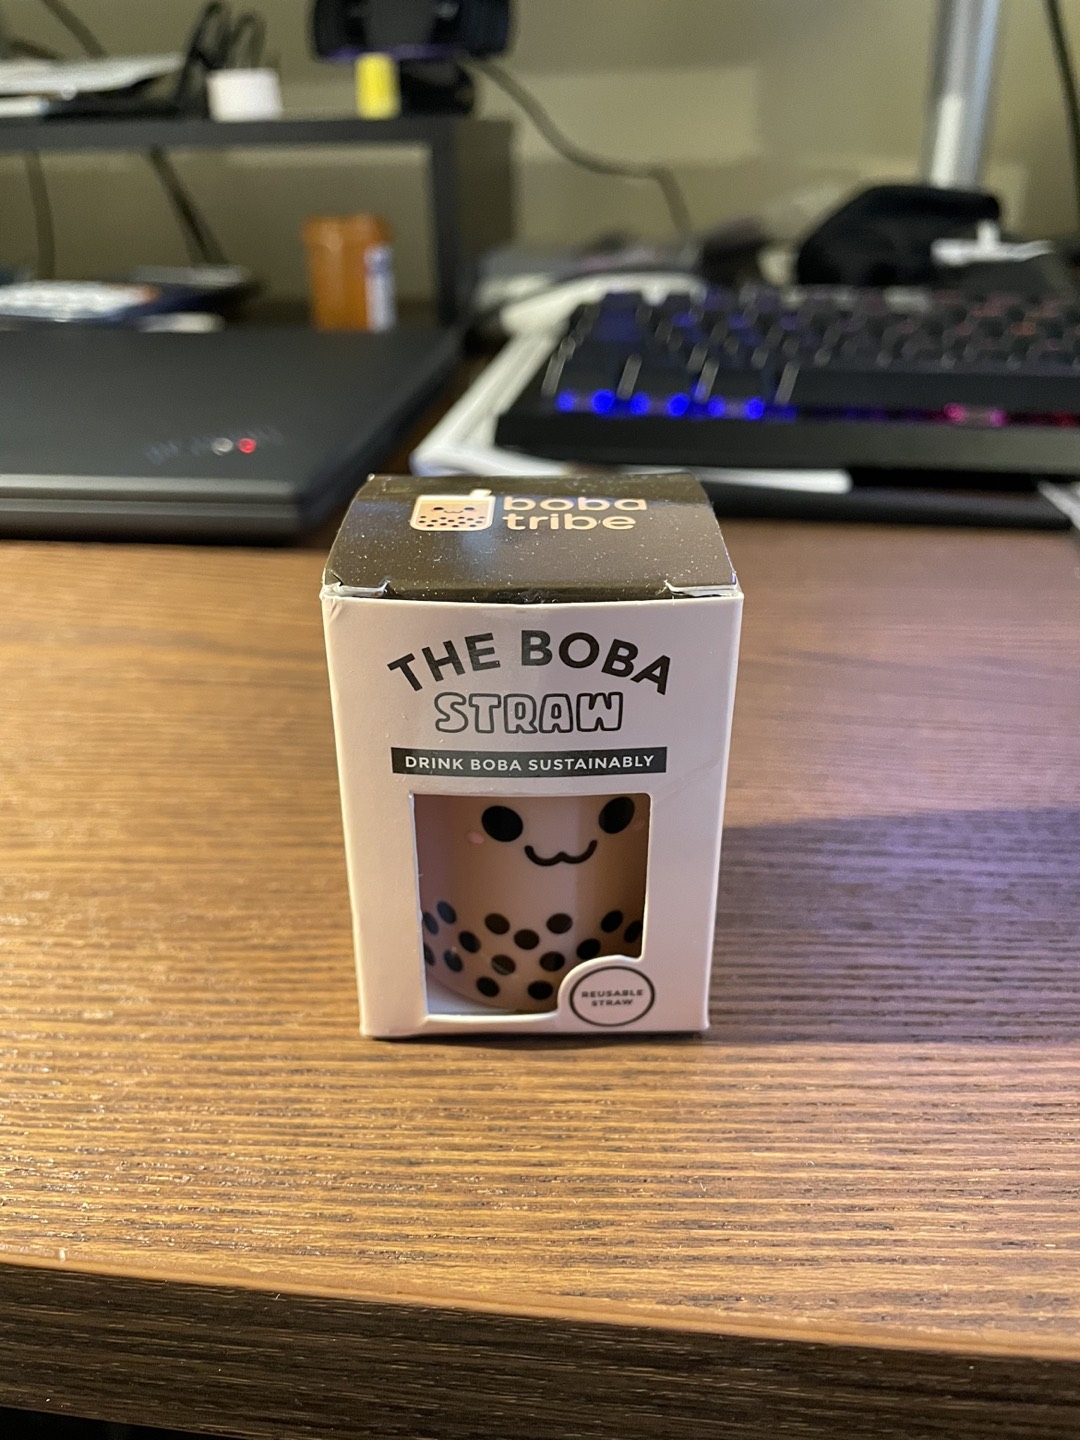 boba
tribe
THE BOBA
STRAW
DRINK BOBA SUSTAINABLY
REUSABLE
STRAW